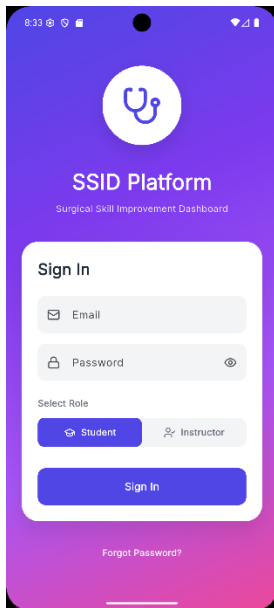 8:33
SSID Platform
Surgical Skill Improvement Dashboard
Sign In
Email
Password
Select Role
Student Instructor
Sign In
Forgot Password?